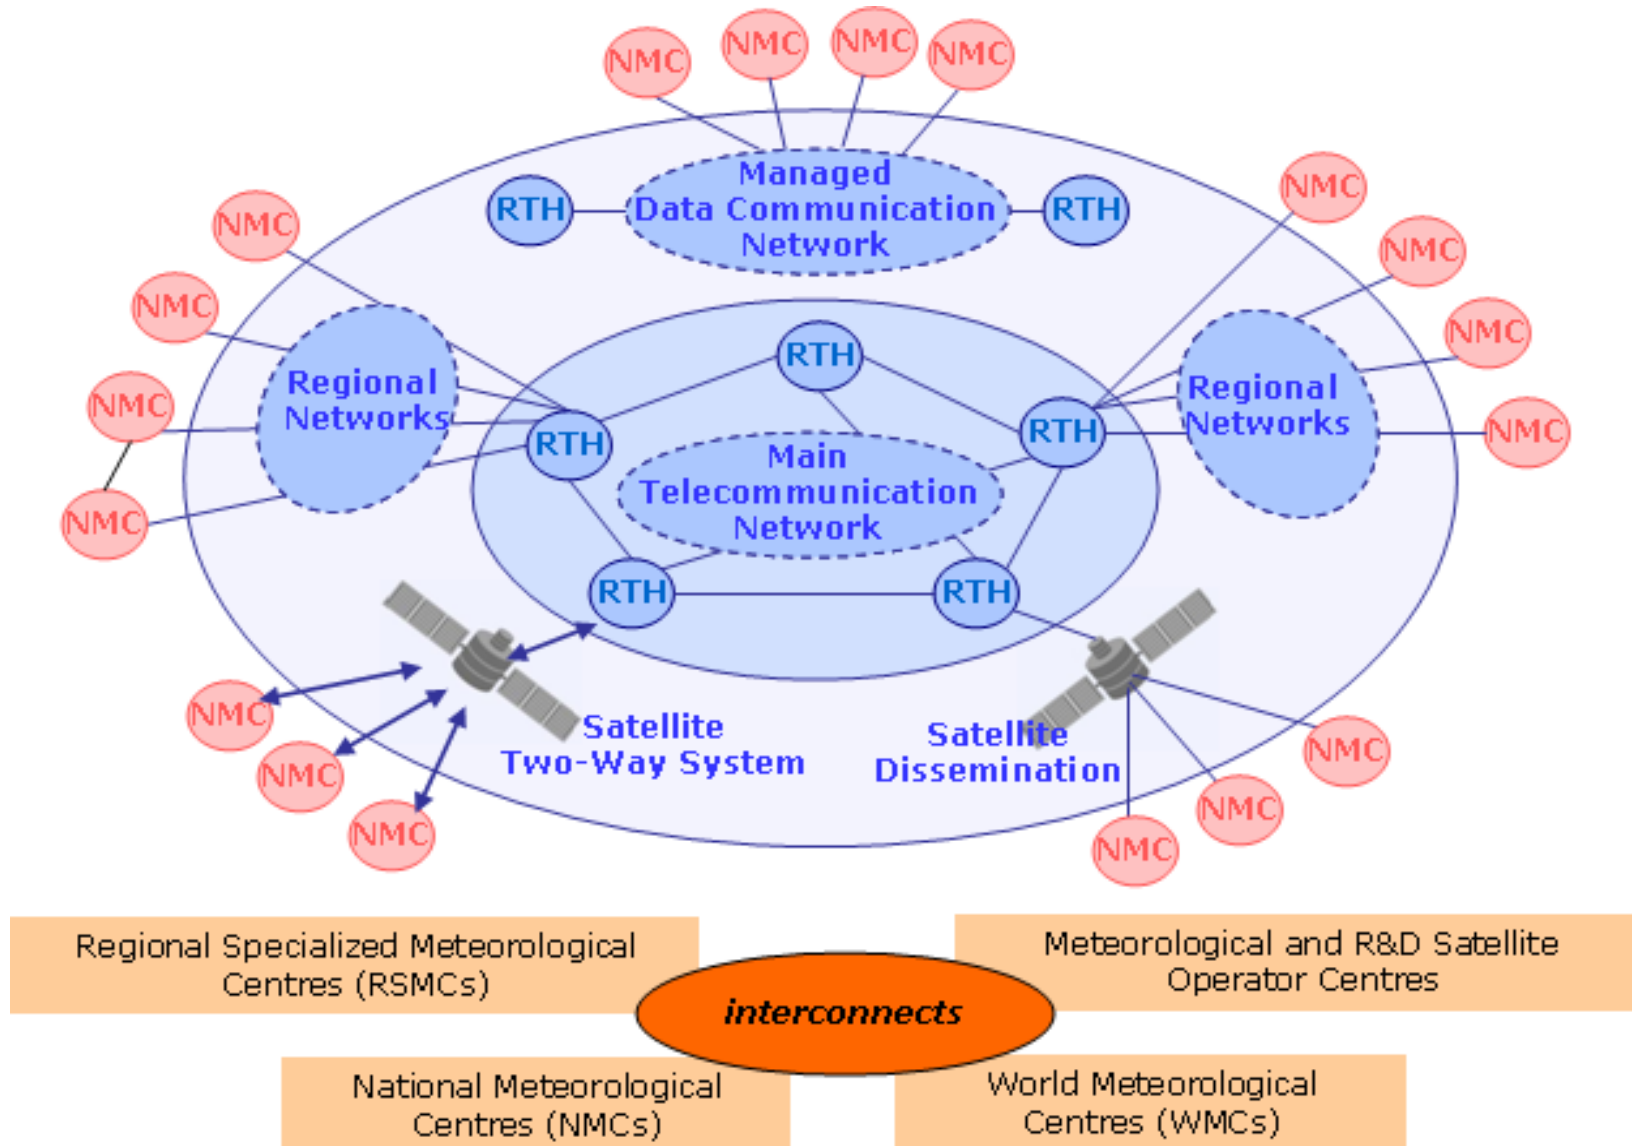 NMC
NMC
NMC
NMC
NMC
NMC
NMC
NMC
NMC
NMC
NMC
NMC
Managed
Data Communication
Network
RTH
RTH
Regional
Networks
RTH
RTH
RTH
Regional
Networks
Main
Telecommunication
Network
RTH
RTH
NMC
NMC
NMC
NMC
Satellite
Two-Way System
Satellite
Dissemination
NMC
NMC
NMC
Regional Specialized Meteorological
Centres (RSMCs)
Meteorological and R&D Satellite
Operator Centres
interconnects
National Meteorological
Centres (NMCs)
World Meteorological
Centres (WMCs)